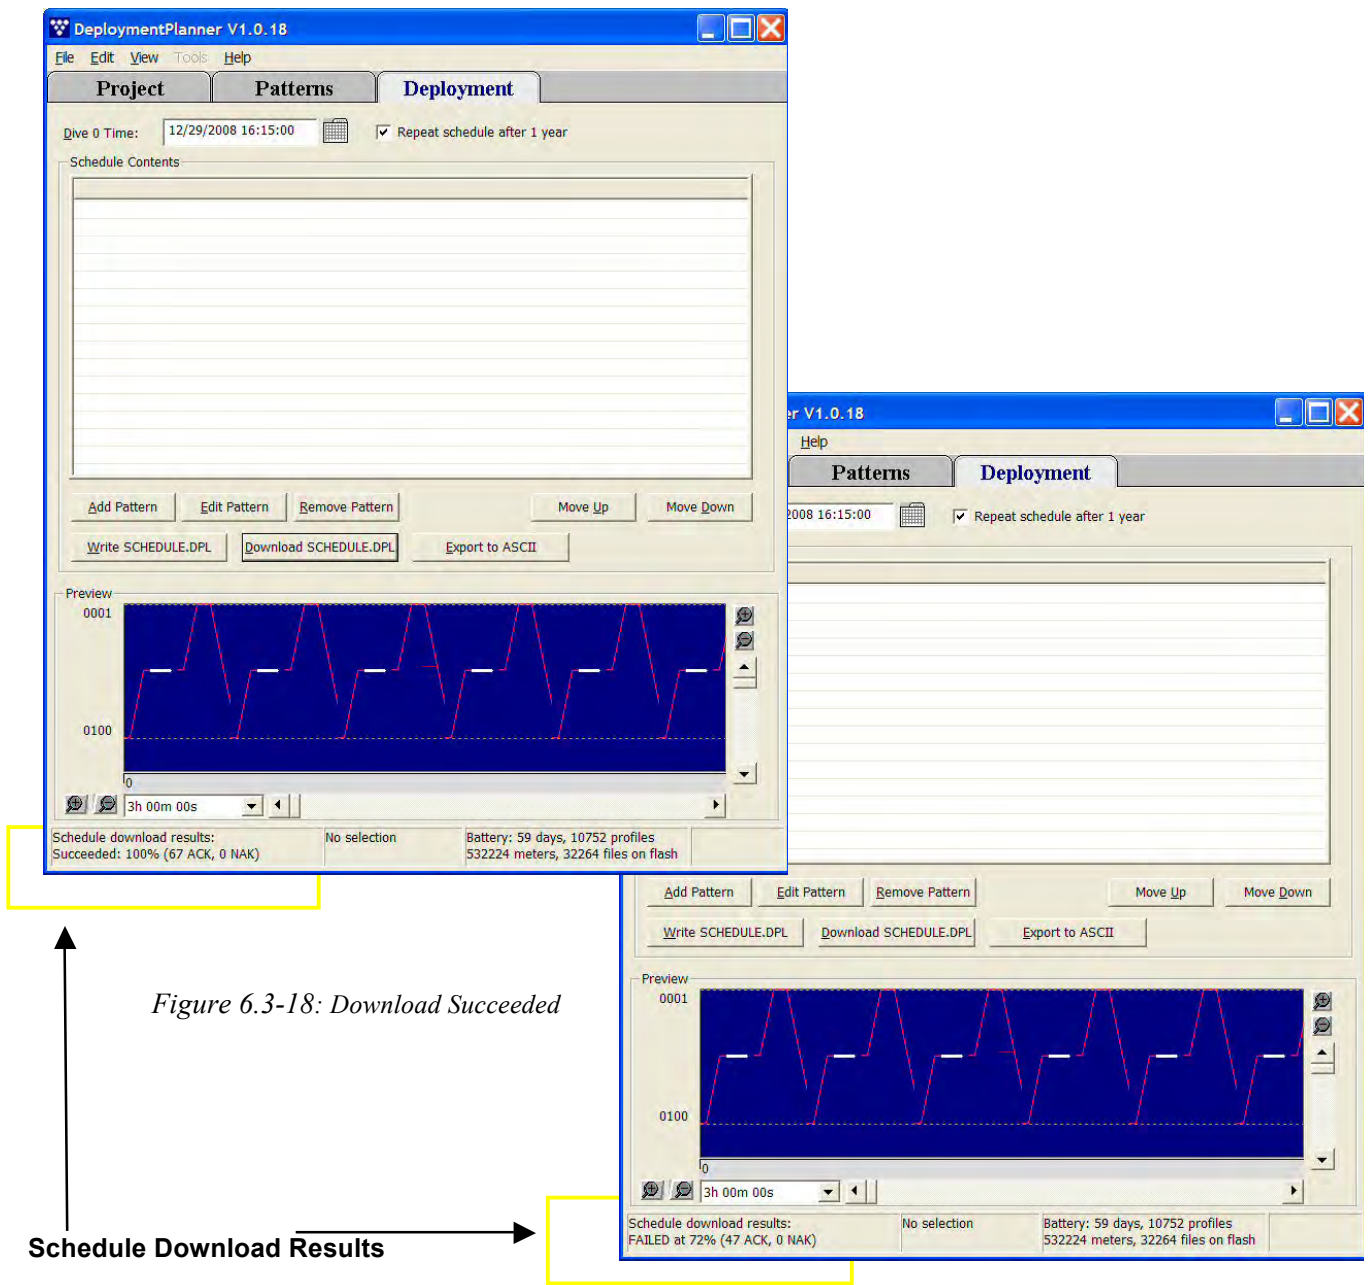 DeploymentPlanner V1.0.18
File Edit View Tools Help
Project Patterns Deployment
Dive 0 Time: 12/29/2008 16:15:00 Repeat schedule after 1 year
Schedule Contents
Add Pattern Edit Pattern Remove Pattern Move Up Move Down
Write SCHEDULE.DPL Download SCHEDULE.DPL Export to ASCII
Preview
0001
0100
0
3h 00m 00s
Schedule download results: No selection Battery: 59 days, 10752 profiles
Succeeded: 100% (67 ACK, 0 NAK) 532224 meters, 32264 files on flash
er V1.0.18
Help
Patterns Deployment
2008 16:15:00 Repeat schedule after 1 year
Add Pattern Edit Pattern Remove Pattern Move Up Move Down
Write SCHEDULE.DPL Download SCHEDULE.DPL Export to ASCII
Preview
0001
0100
0
3h 00m 00s
Schedule download results: No selection Battery: 59 days, 10752 profiles
FAILED at 72% (47 ACK, 0 NAK) 532224 meters, 32264 files on flash
Figure 6.3-18: Download Succeeded
Schedule Download Results